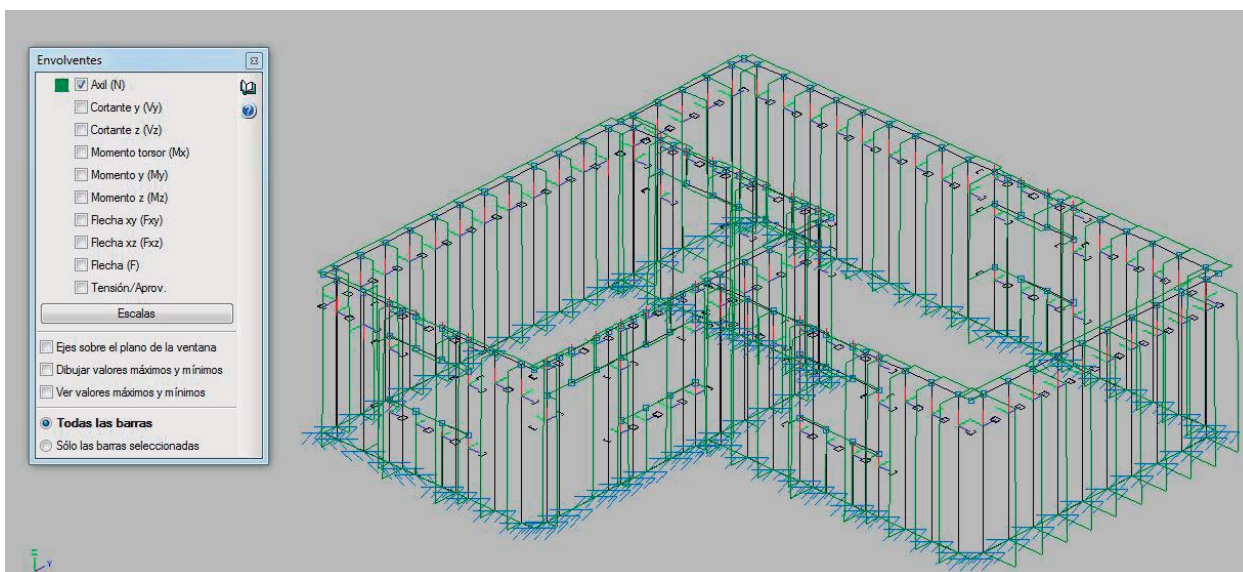 Envolventes
Axil (N)
Cortante y (Vy)
Cortante z (Vz)
Momento torsor (Mx)
Momento y (My)
Momento z (Mz)
Flecha xy (Fxy)
Flecha xz (Fxz)
Flecha (F)
Tensión/Aprov.
Escalas
Ejes sobre el plano de la ventana
Dibujar valores máximos y mínimos
Ver valores máximos y mínimos
Todas las barras
Sólo las barras seleccionadas
Y